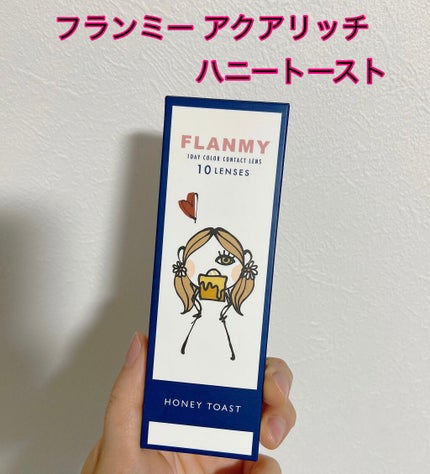 フランミー アクアリッチ
ハニートースト
FLANMY
1DAY COLOR CONTACT LENS
10 LENSES
HONEY TOAST